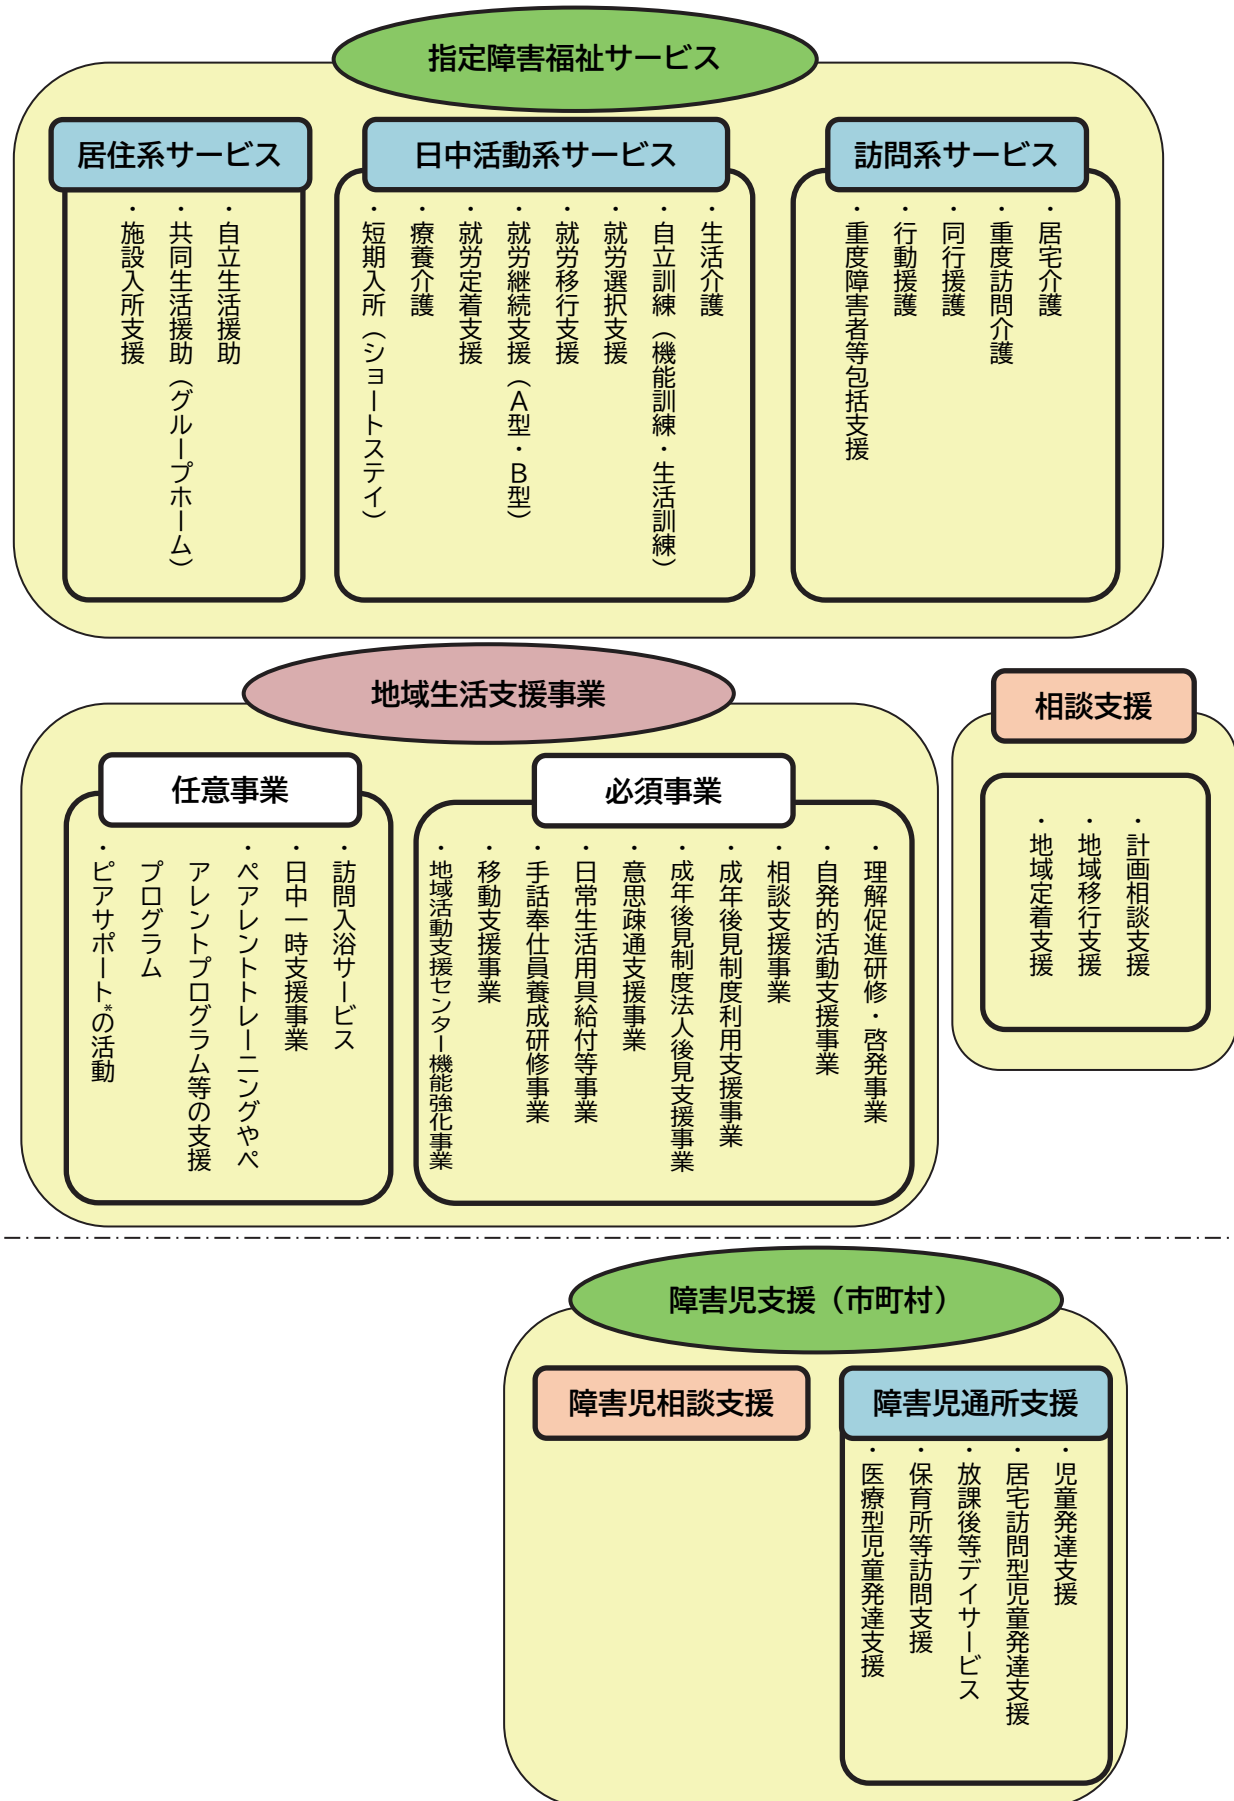 指定障害福祉サービス
訪問系サービス
・居宅介護
・重度訪問介護
・同行援護
・行動援護
・重度障害者等包括支援
日中活動系サービス
・生活介護
・自立訓練（機能訓練・生活訓練）
・就労選択支援
・就労移行支援
・就労継続支援（A型・B型）
・就労定着支援
・療養介護
・短期入所（ショートステイ）
居住系サービス
・自立生活援助
・共同生活援助（グループホーム）
・施設入所支援
相談支援
・計画相談支援
・地域移行支援
・地域定着支援
地域生活支援事業
必須事業
・理解促進研修・啓発事業
・自発的活動支援事業
・相談支援事業
・成年後見制度利用支援事業
・成年後見制度法人後見支援事業
・意思疎通支援事業
・日常生活用具給付等事業
・手話奉仕員養成研修事業
・移動支援事業
・地域活動支援センター機能強化事業
任意事業
・訪問入浴サービス
・日中一時支援事業
・ペアレントトレーニングやペ
アレントプログラム等の支援
プログラム
・ピアサポート*の活動
障害児支援（市町村）
障害児通所支援
・児童発達支援
・居宅訪問型児童発達支援
・放課後等デイサービス
・保育所等訪問支援
・医療型児童発達支援
障害児相談支援